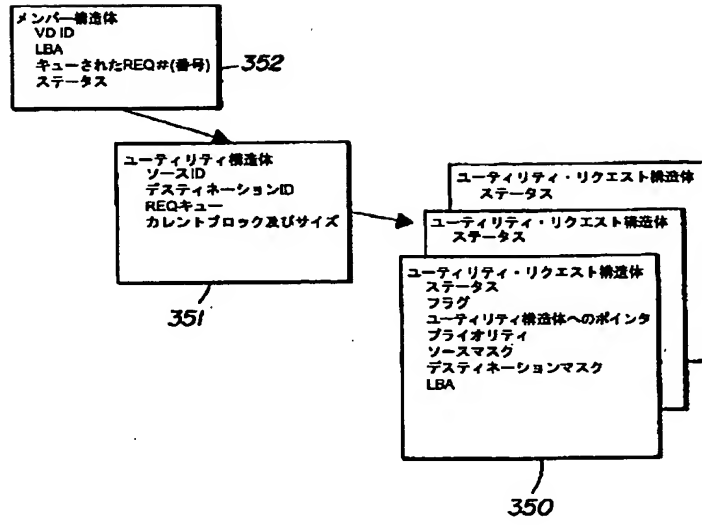 メンバー構造体
VD ID
LBA
キューされたREQ#(番号)
ステータス
352
ユーティリティ構造体
ソースID
デスティネーションID
REQキュー
カレントブロック及びサイズ
351
ユーティリティ・リクエスト構造体
ステータス
ユーティリティ・リクエスト構造体
ステータス
ユーティリティ・リクエスト構造体
ステータス
フラグ
ユーティリティ構造体へのポインタ
プライオリティ
ソースマスク
デスティネーションマスク
LBA
350